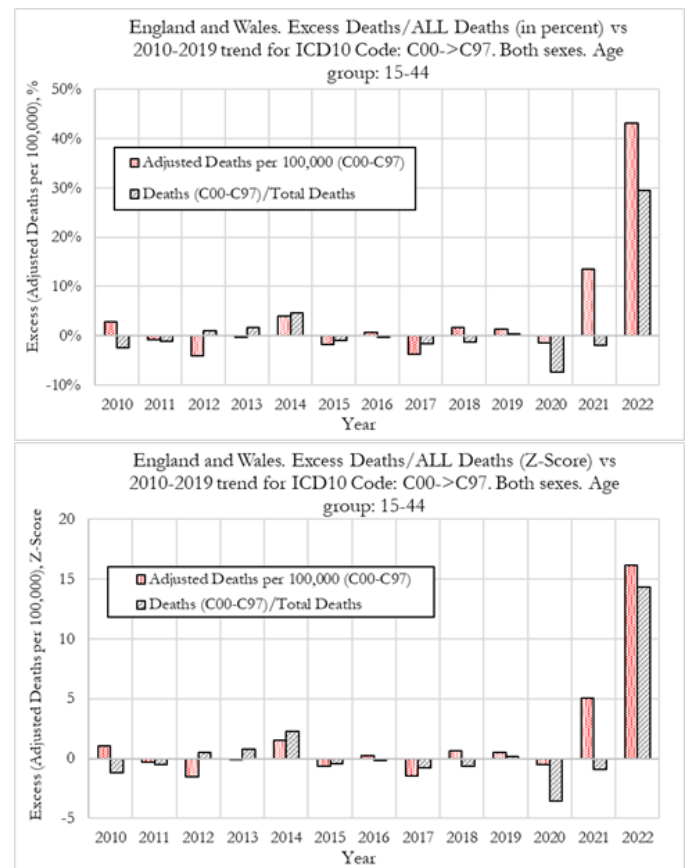 England and Wales. Excess Deaths/ALL Deaths (in percent) vs
2010-2019 trend for ICD10 Code: C00->C97. Both sexes. Age
group: 15-44
Excess (Adjusted Deaths per 100,000), %
50%
40%
30%
20%
10%
0%
-10%
Adjusted Deaths per 100,000 (C00-C97)
Deaths (C00-C97)/Total Deaths
2010 2011 2012 2013 2014 2015 2016 2017 2018 2019 2020 2021 2022
Year
England and Wales. Excess Deaths/ALL Deaths (Z-Score) vs
2010-2019 trend for ICD10 Code: C00->C97. Both sexes. Age
group: 15-44
Excess (Adjusted Deaths per 100,000), Z-Score
20
15
10
5
0
-5
Adjusted Deaths per 100,000 (C00-C97)
Deaths (C00-C97)/Total Deaths
2010 2011 2012 2013 2014 2015 2016 2017 2018 2019 2020 2021 2022
Year